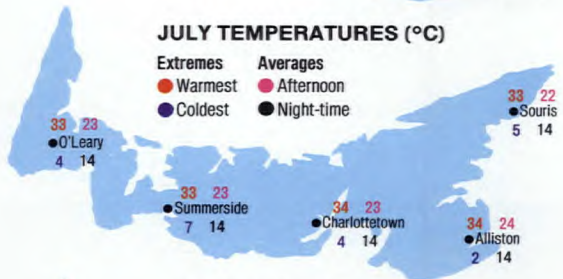 JULY TEMPERATURES (°C)
Extremes Averages
Warmest Afternoon
Coldest Night-time
33 22
Souris
5 14
33 23
O'Leary
4 14
33 23
Summerside
7 14
34 23
Charlottetown
4 14
34 24
Alliston
2 14